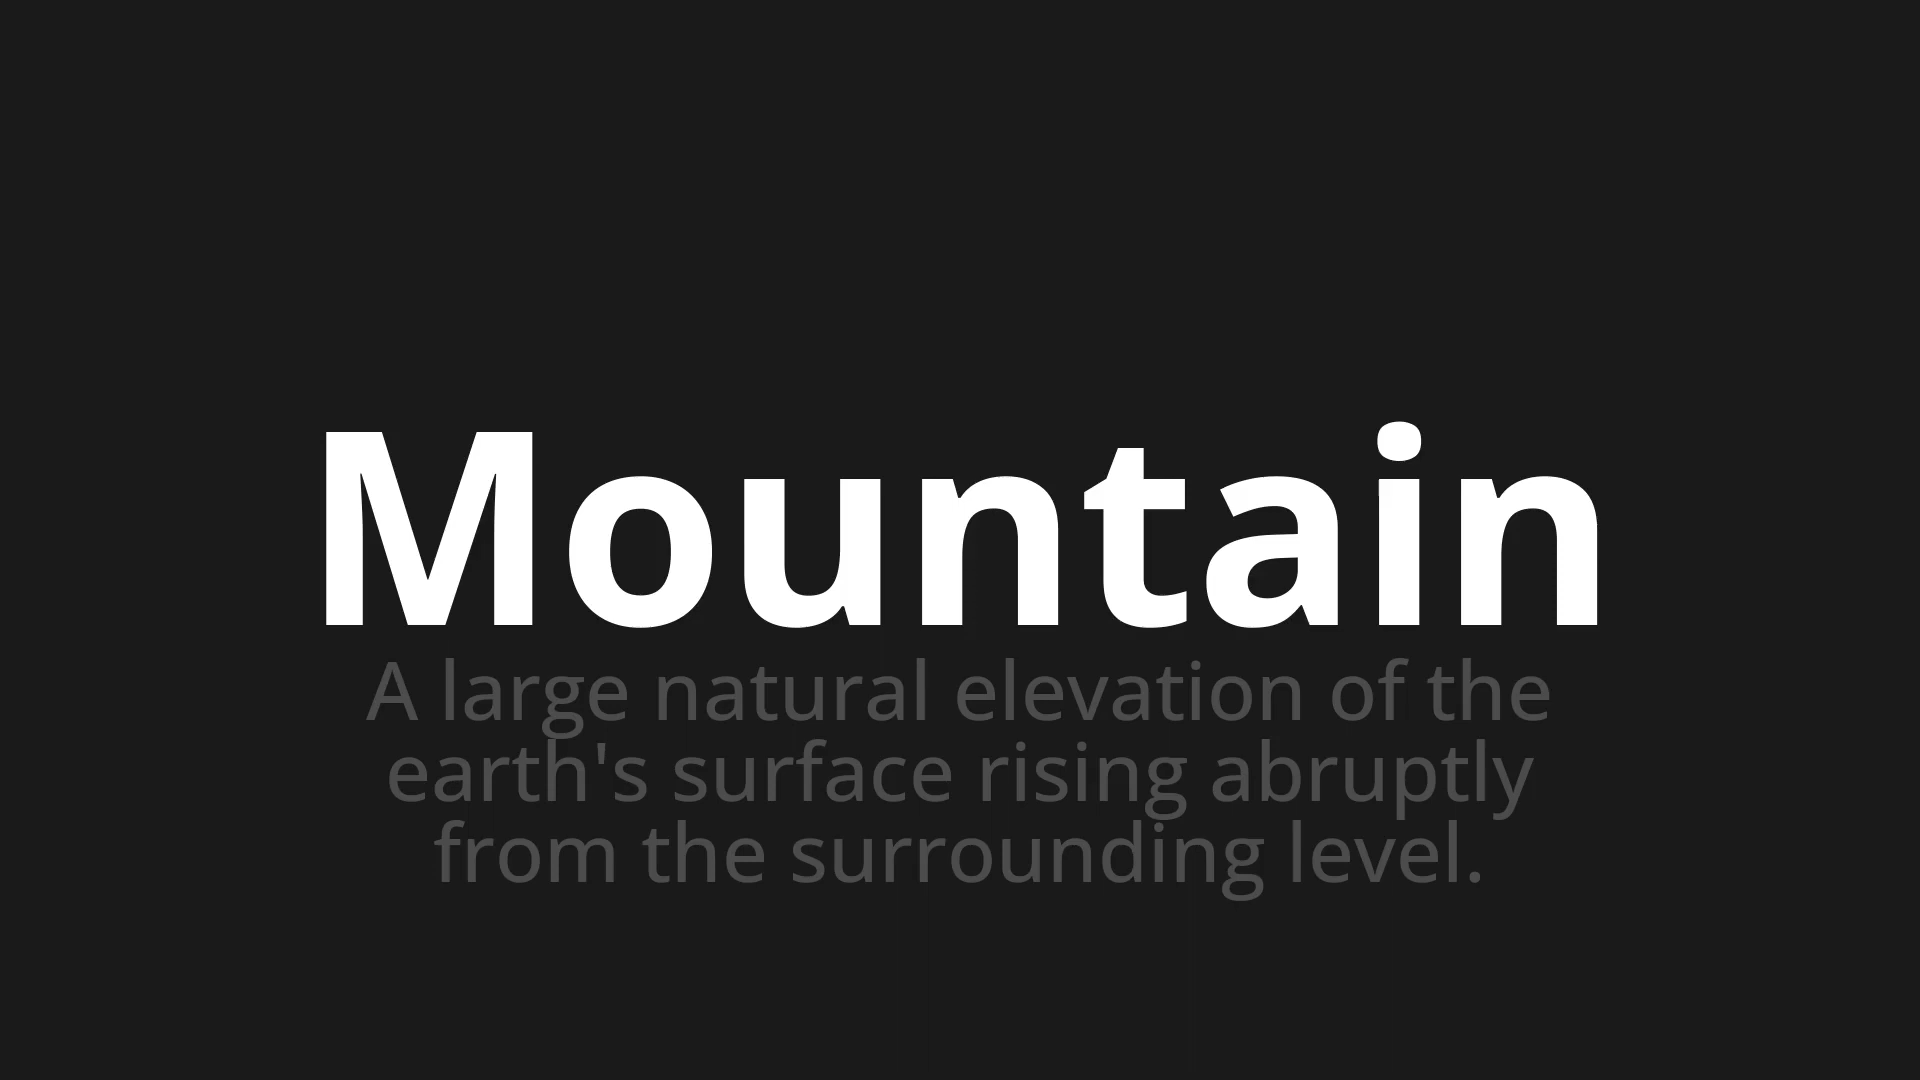 Mountain
A large natural elevation of the
earth's surface rising abruptly
from the surrounding level.